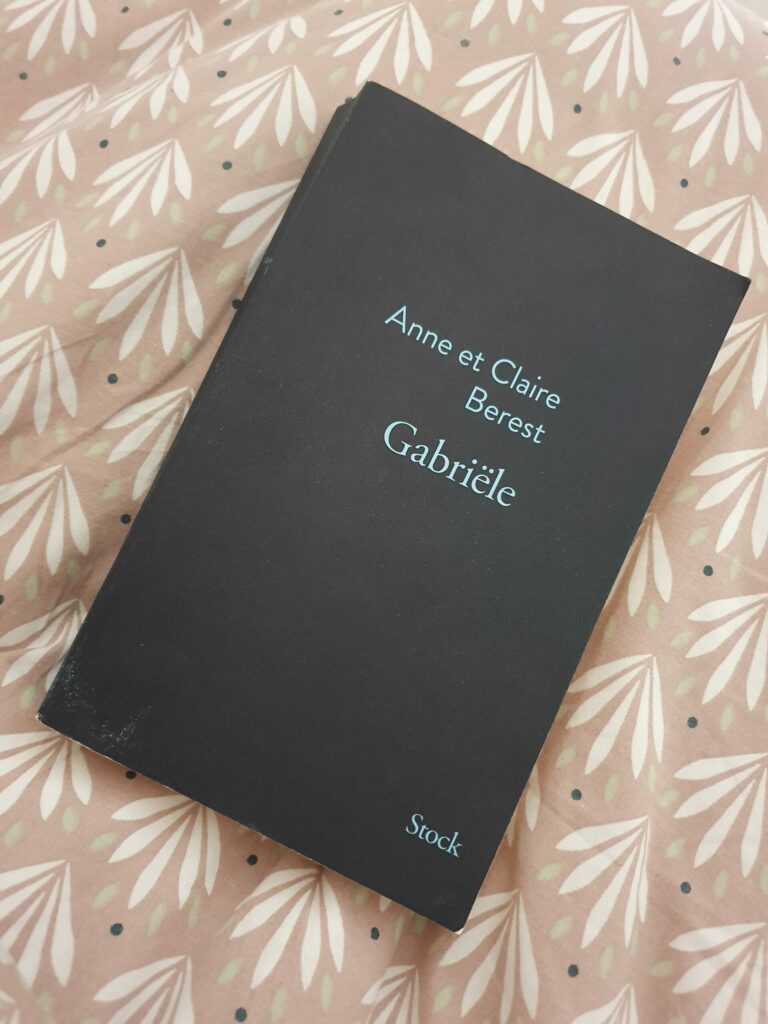 Anne et Claire
Berest
Gabriële
Stock